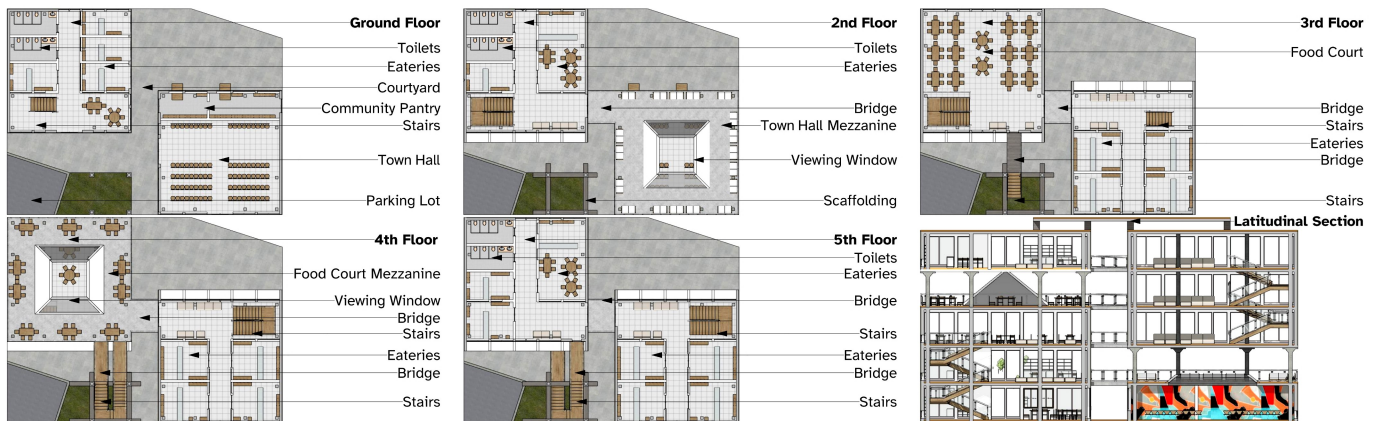 Ground Floor
Toilets
Eateries
Courtyard
Community Pantry
Stairs
Town Hall
Parking Lot
2nd Floor
Toilets
Eateries
Bridge
Town Hall Mezzanine
Viewing Window
Scaffolding
3rd Floor
Food Court
Bridge
Stairs
Eateries
Bridge
Stairs
4th Floor
Food Court Mezzanine
Viewing Window
Bridge
Stairs
Eateries
Bridge
Stairs
5th Floor
Toilets
Eateries
Bridge
Stairs
Eateries
Bridge
Stairs
Latitudinal Section